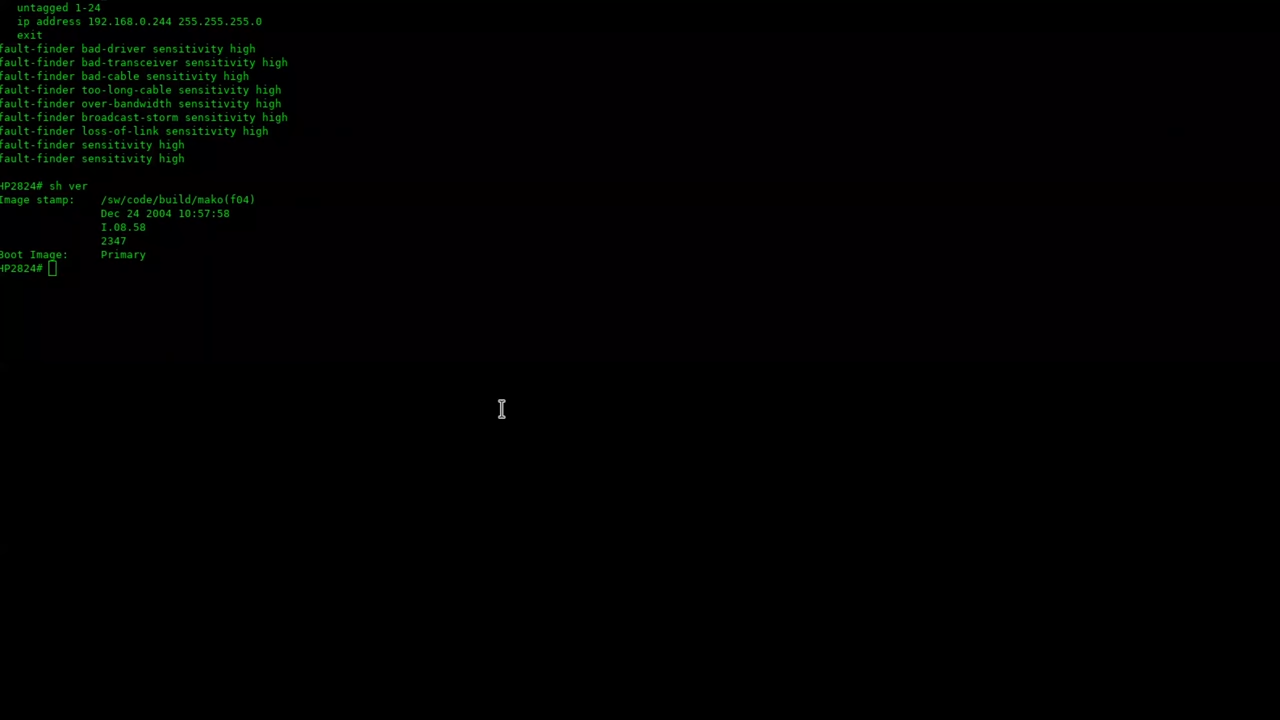 untagged 1-24
ip address 192.168.0.244 255.255.255.0
exit
fault-finder bad-driver sensitivity high
fault-finder bad-transceiver sensitivity high
fault-finder bad-cable sensitivity high
fault-finder too-long-cable sensitivity high
fault-finder over-bandwidth sensitivity high
fault-finder broadcast-storm sensitivity high
fault-finder loss-of-link sensitivity high
fault-finder sensitivity high
fault-finder sensitivity high
HP2824# sh ver
Image stamp: /sw/code/build/mako(f04)
Dec 24 2004 10:57:58
I.08.58
2347
Boot Image: Primary
HP2824#